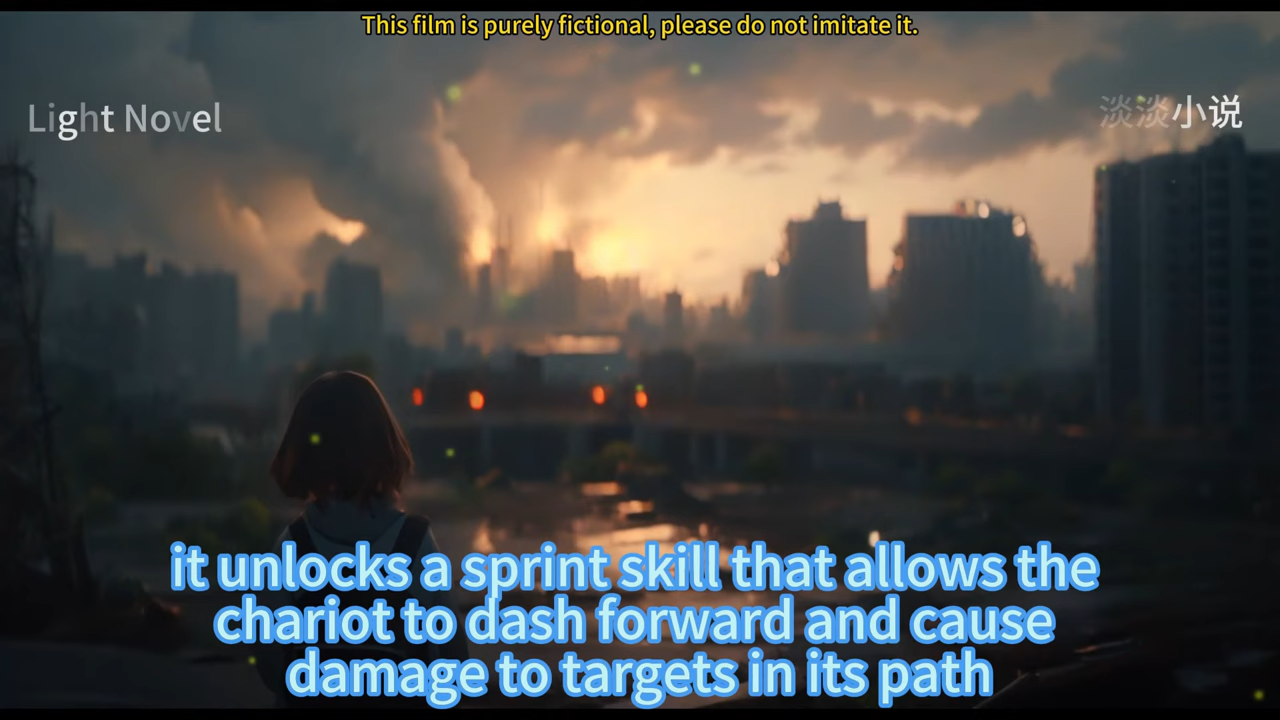 This film is purely fictional, please do not imitate it.
Light Novel
淡淡小说
it unlocks a sprint skill that allows the
chariot to dash forward and cause
damage to targets in its path